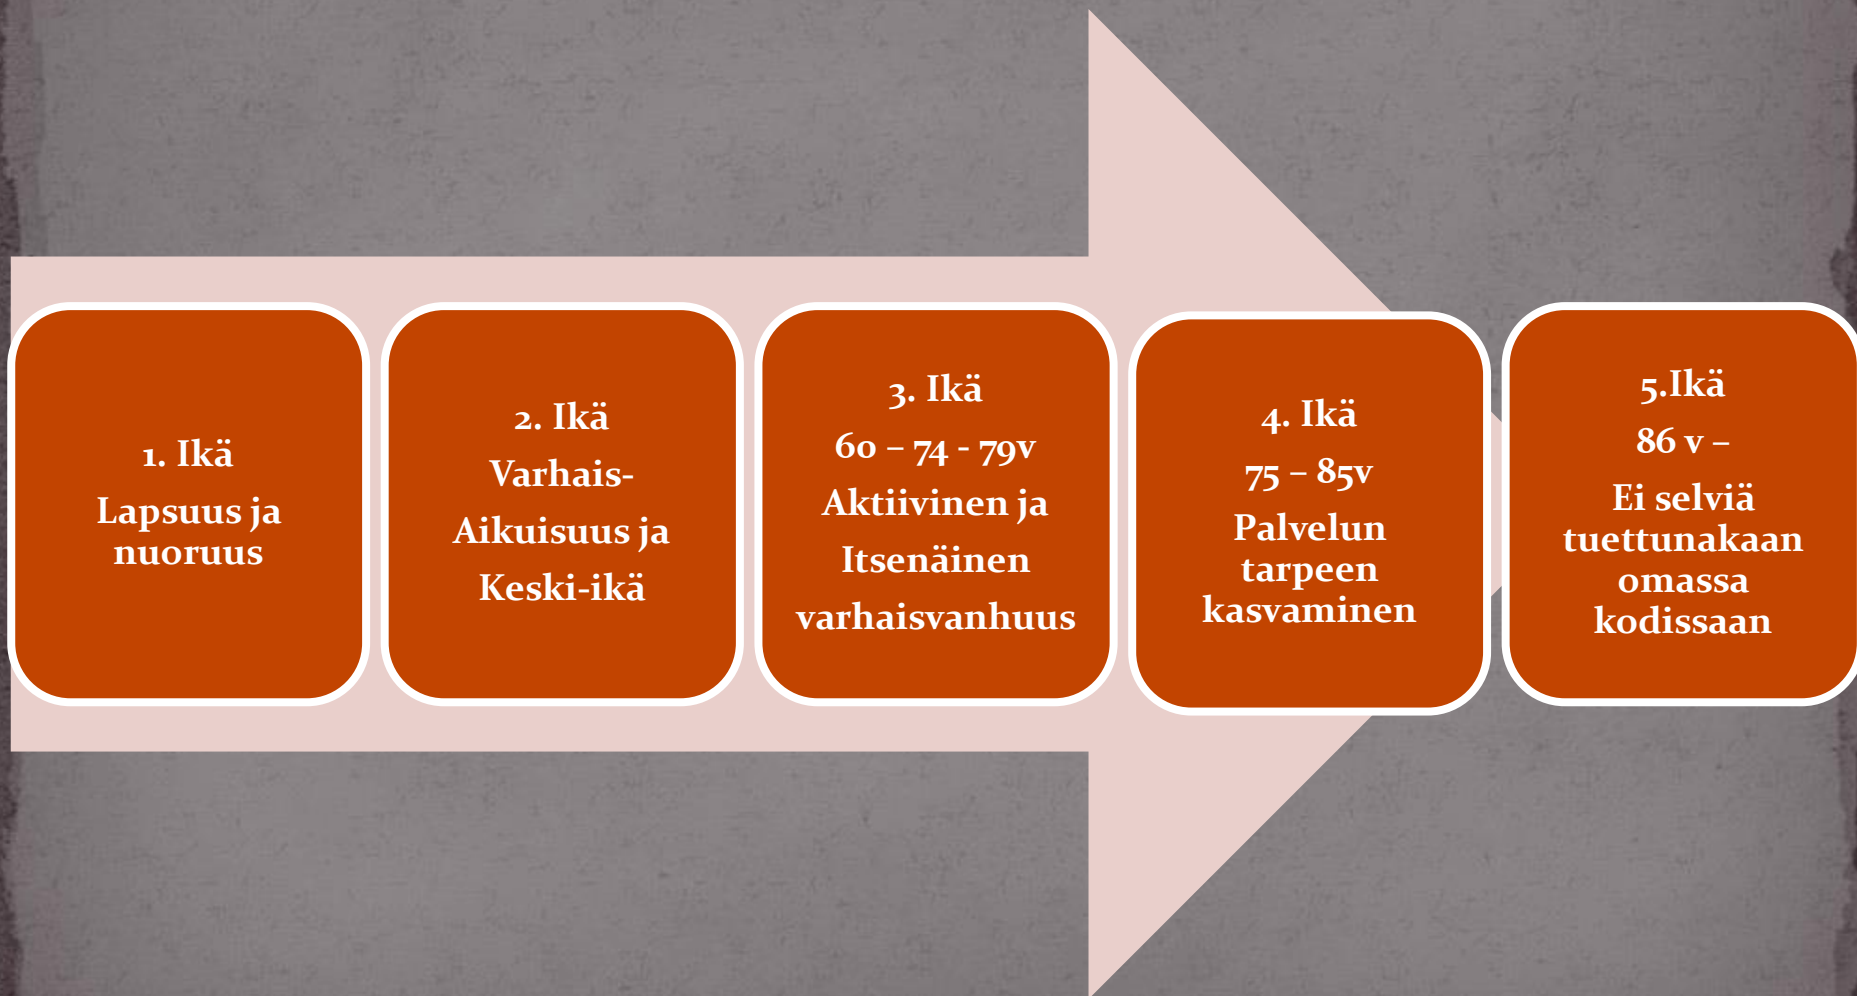 1. Ikä
Lapsuus ja
nuoruus
2. Ikä
Varhais-
Aikuisuus ja
Keski-ikä
3. Ikä
60 – 74 - 79v
Aktiivinen ja
Itsenäinen
varhaisvanhuus
4. Ikä
75 – 85v
Palvelun
tarpeen
kasvaminen
5.Ikä
86 v –
Ei selviä
tuettunakaan
omassa
kodissaan